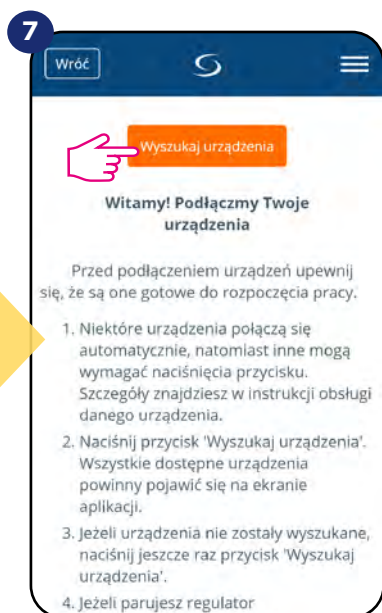 7
Wróć
Wyszukaj urządzenia
Witamy! Podłączmy Twoje
urządzenia
Przed podłączeniem urządzeń upewnij
się, że są one gotowe do rozpoczęcia pracy.
1. Niektóre urządzenia połączą się
automatycznie, natomiast inne mogą
wymagać naciśnięcia przycisku.
Szczegóły znajdziesz w instrukcji obsługi
danego urządzenia.
2. Naciśnij przycisk 'Wyszukaj urządzenia'.
Wszystkie dostępne urządzenia
powinny pojawić się na ekranie
aplikacji.
3. Jeżeli urządzenia nie zostały wyszukane,
naciśnij jeszcze raz przycisk 'Wyszukaj
urządzenia'.
4. Jeżeli parujesz regulator